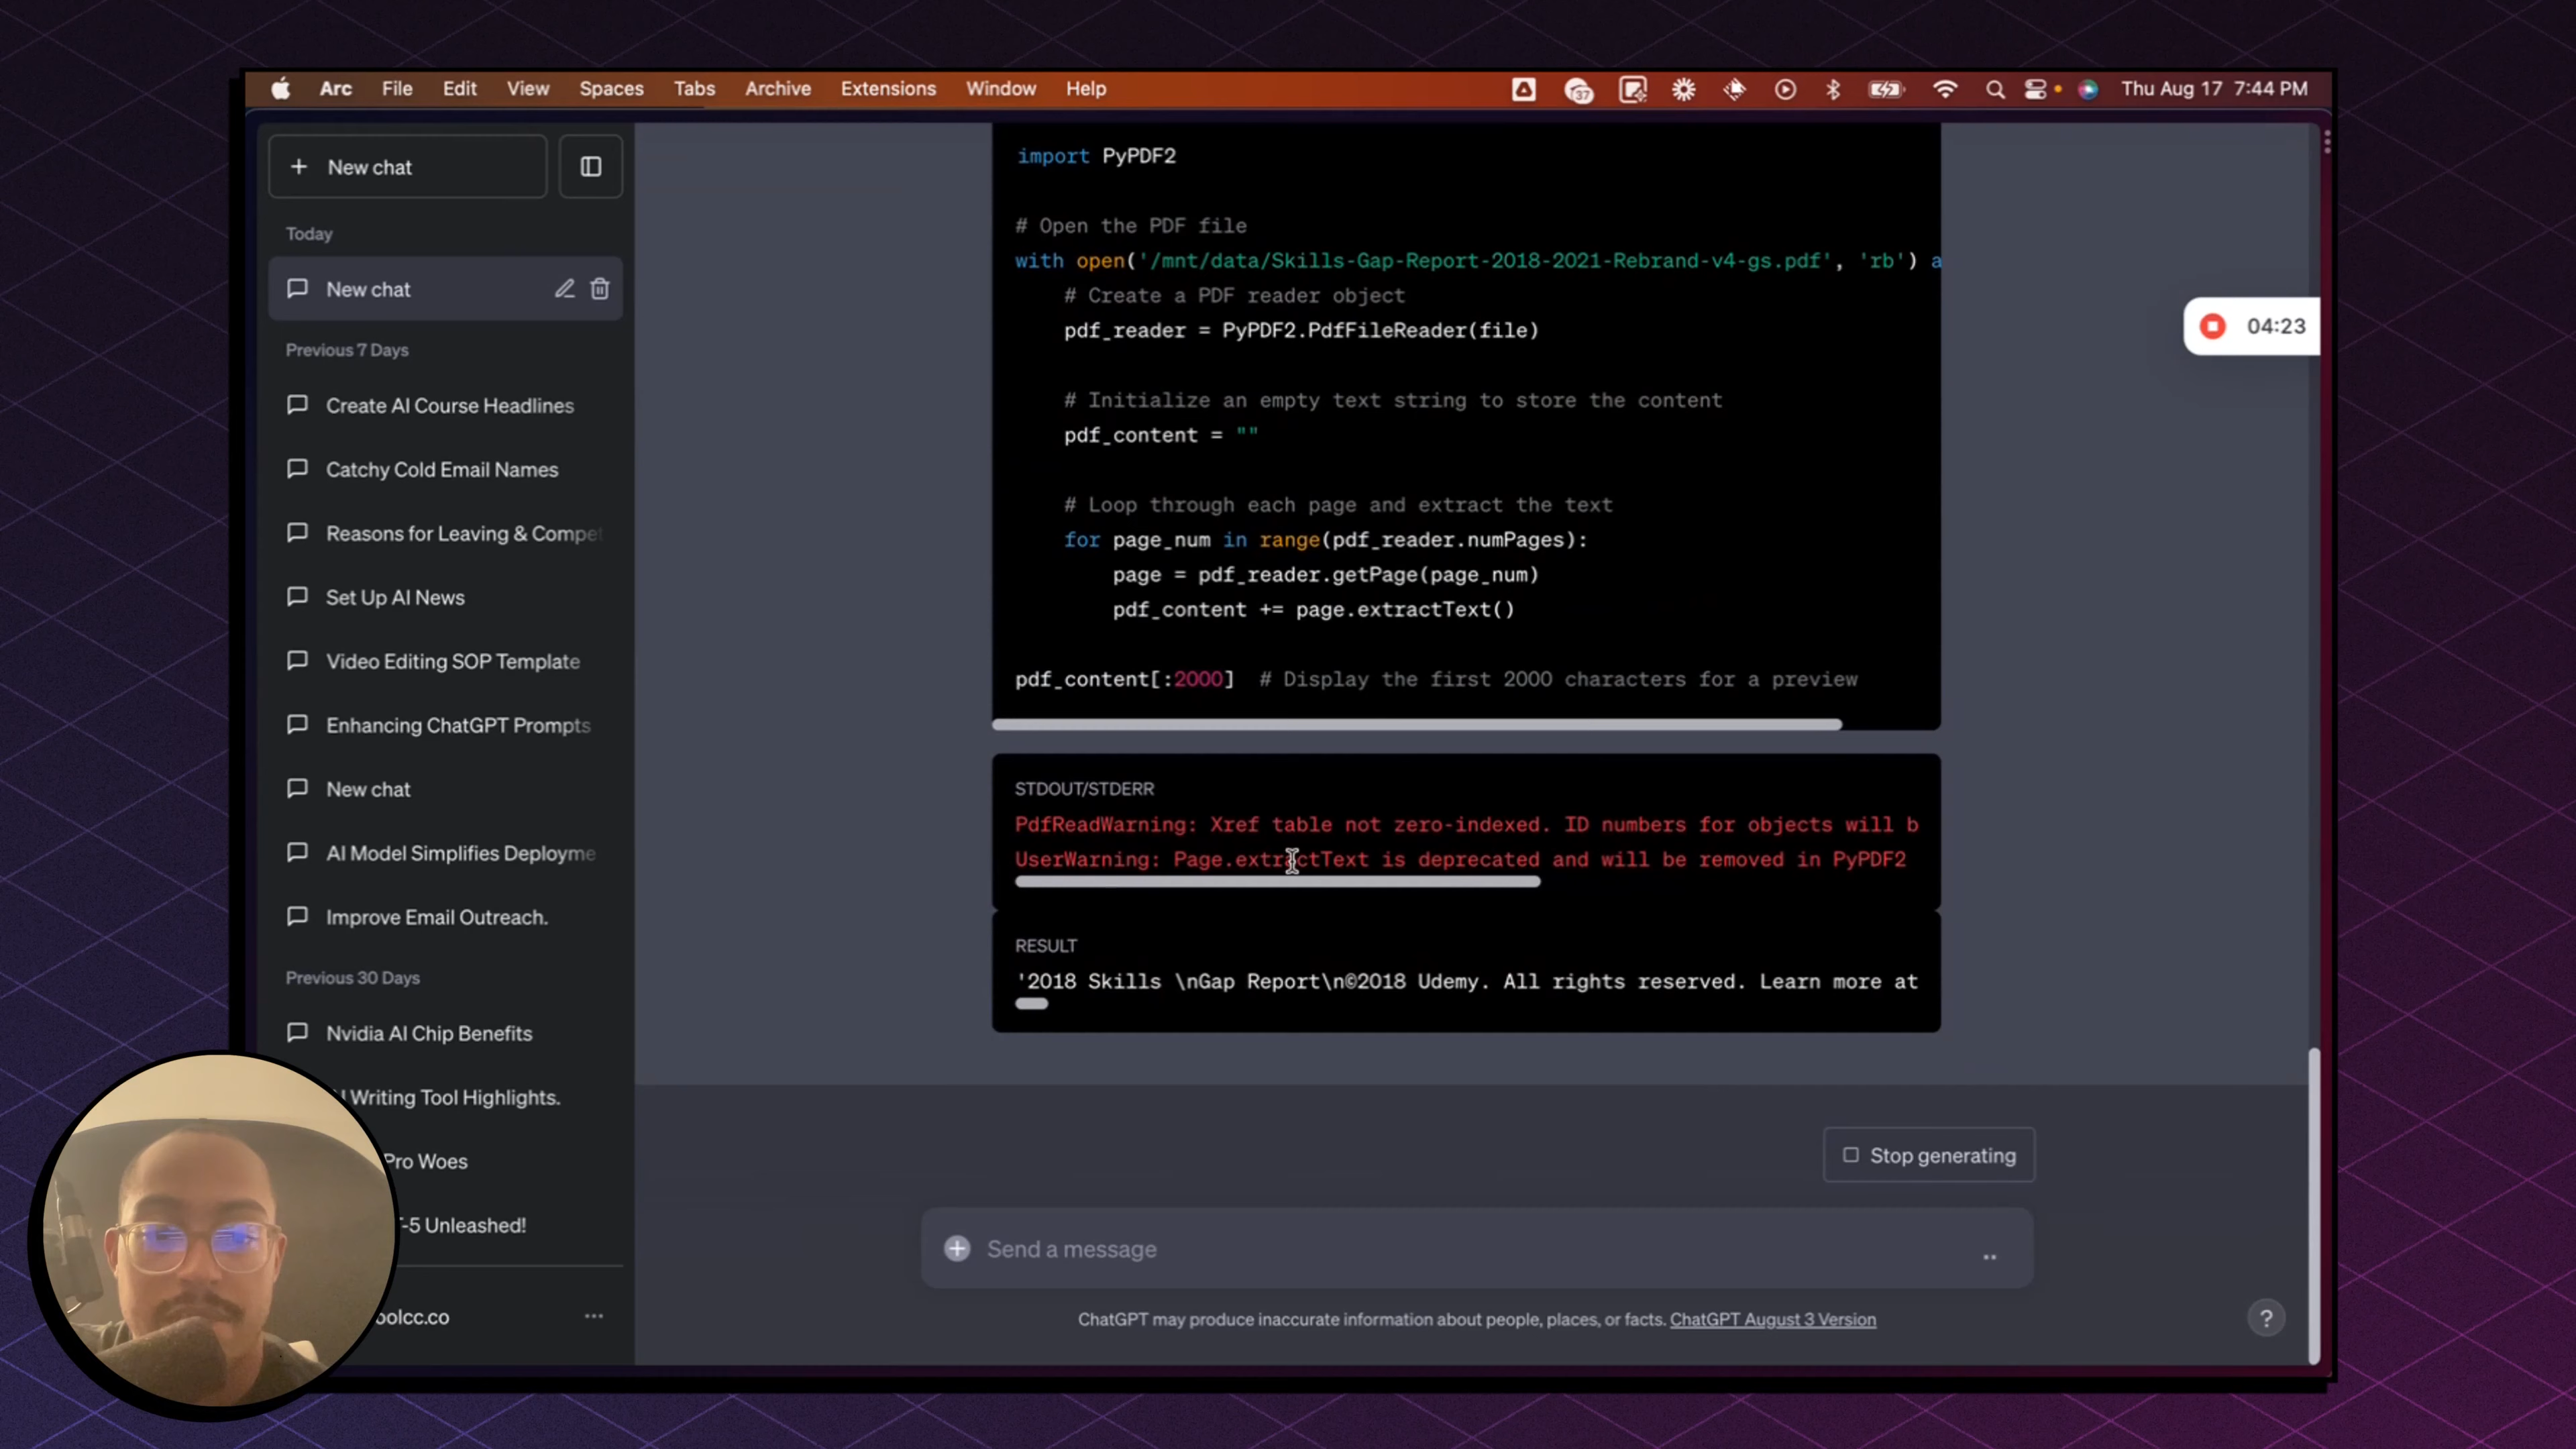 Arc File Edit View Spaces Tabs Archive Extensions Window Help
37
Thu Aug 17 7:44 PM
+ New chat
Today
New chat
Previous 7 Days
Create AI Course Headlines
Catchy Cold Email Names
Reasons for Leaving & Compet
Set Up AI News
Video Editing SOP Template
Enhancing ChatGPT Prompts
New chat
AI Model Simplifies Deployme
Improve Email Outreach.
Previous 30 Days
Nvidia AI Chip Benefits
Writing Tool Highlights.
Pro Woes
-5 Unleashed!
olcc.co
···
import PyPDF2
# Open the PDF file
with open('/mnt/data/Skills-Gap-Report-2018-2021-Rebrand-v4-gs.pdf', 'rb') a
# Create a PDF reader object
pdf_reader = PyPDF2.PdfFileReader(file)
# Initialize an empty text string to store the content
pdf_content = ""
# Loop through each page and extract the text
for page_num in range(pdf_reader.numPages):
page = pdf_reader.getPage(page_num)
pdf_content += page.extractText()
pdf_content[:2000] # Display the first 2000 characters for a preview
STDOUT/STDERR
PdfReadWarning: Xref table not zero-indexed. ID numbers for objects will b
UserWarning: Page.extractText is deprecated and will be removed in PyPDF2
RESULT
'2018 Skills \nGap Report\n©2018 Udemy. All rights reserved. Learn more at
04:23
Stop generating
Send a message
ChatGPT may produce inaccurate information about people, places, or facts. ChatGPT August 3 Version
?